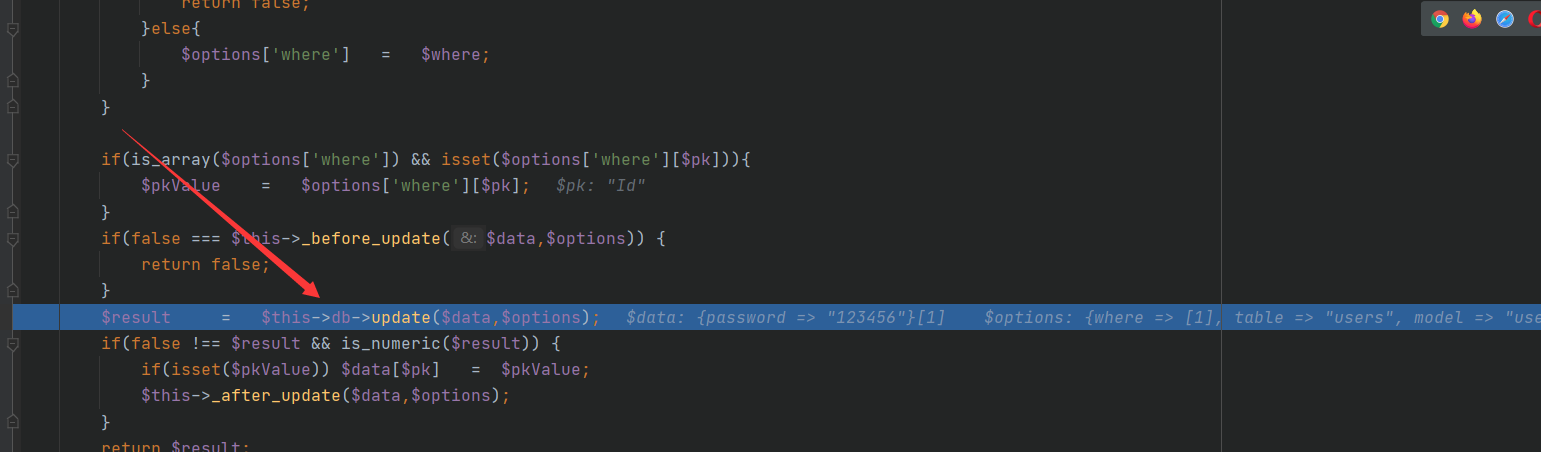 return false;
}else{
$options['where']   =   $where;
}
}
if(is_array($options['where']) && isset($options['where'][$pk])){
$pkValue    =   $options['where'][$pk];   $pk: "Id"
}
if(false === $this->_before_update( &: $data,$options)) {
return false;
}
$result     =   $this->db->update($data,$options);   $data: {password => "123456"}[1]    $options: {where => [1], table => "users", model => "use
if(false !== $result && is_numeric($result)) {
if(isset($pkValue)) $data[$pk]   =  $pkValue;
$this->_after_update($data,$options);
}
return $result;